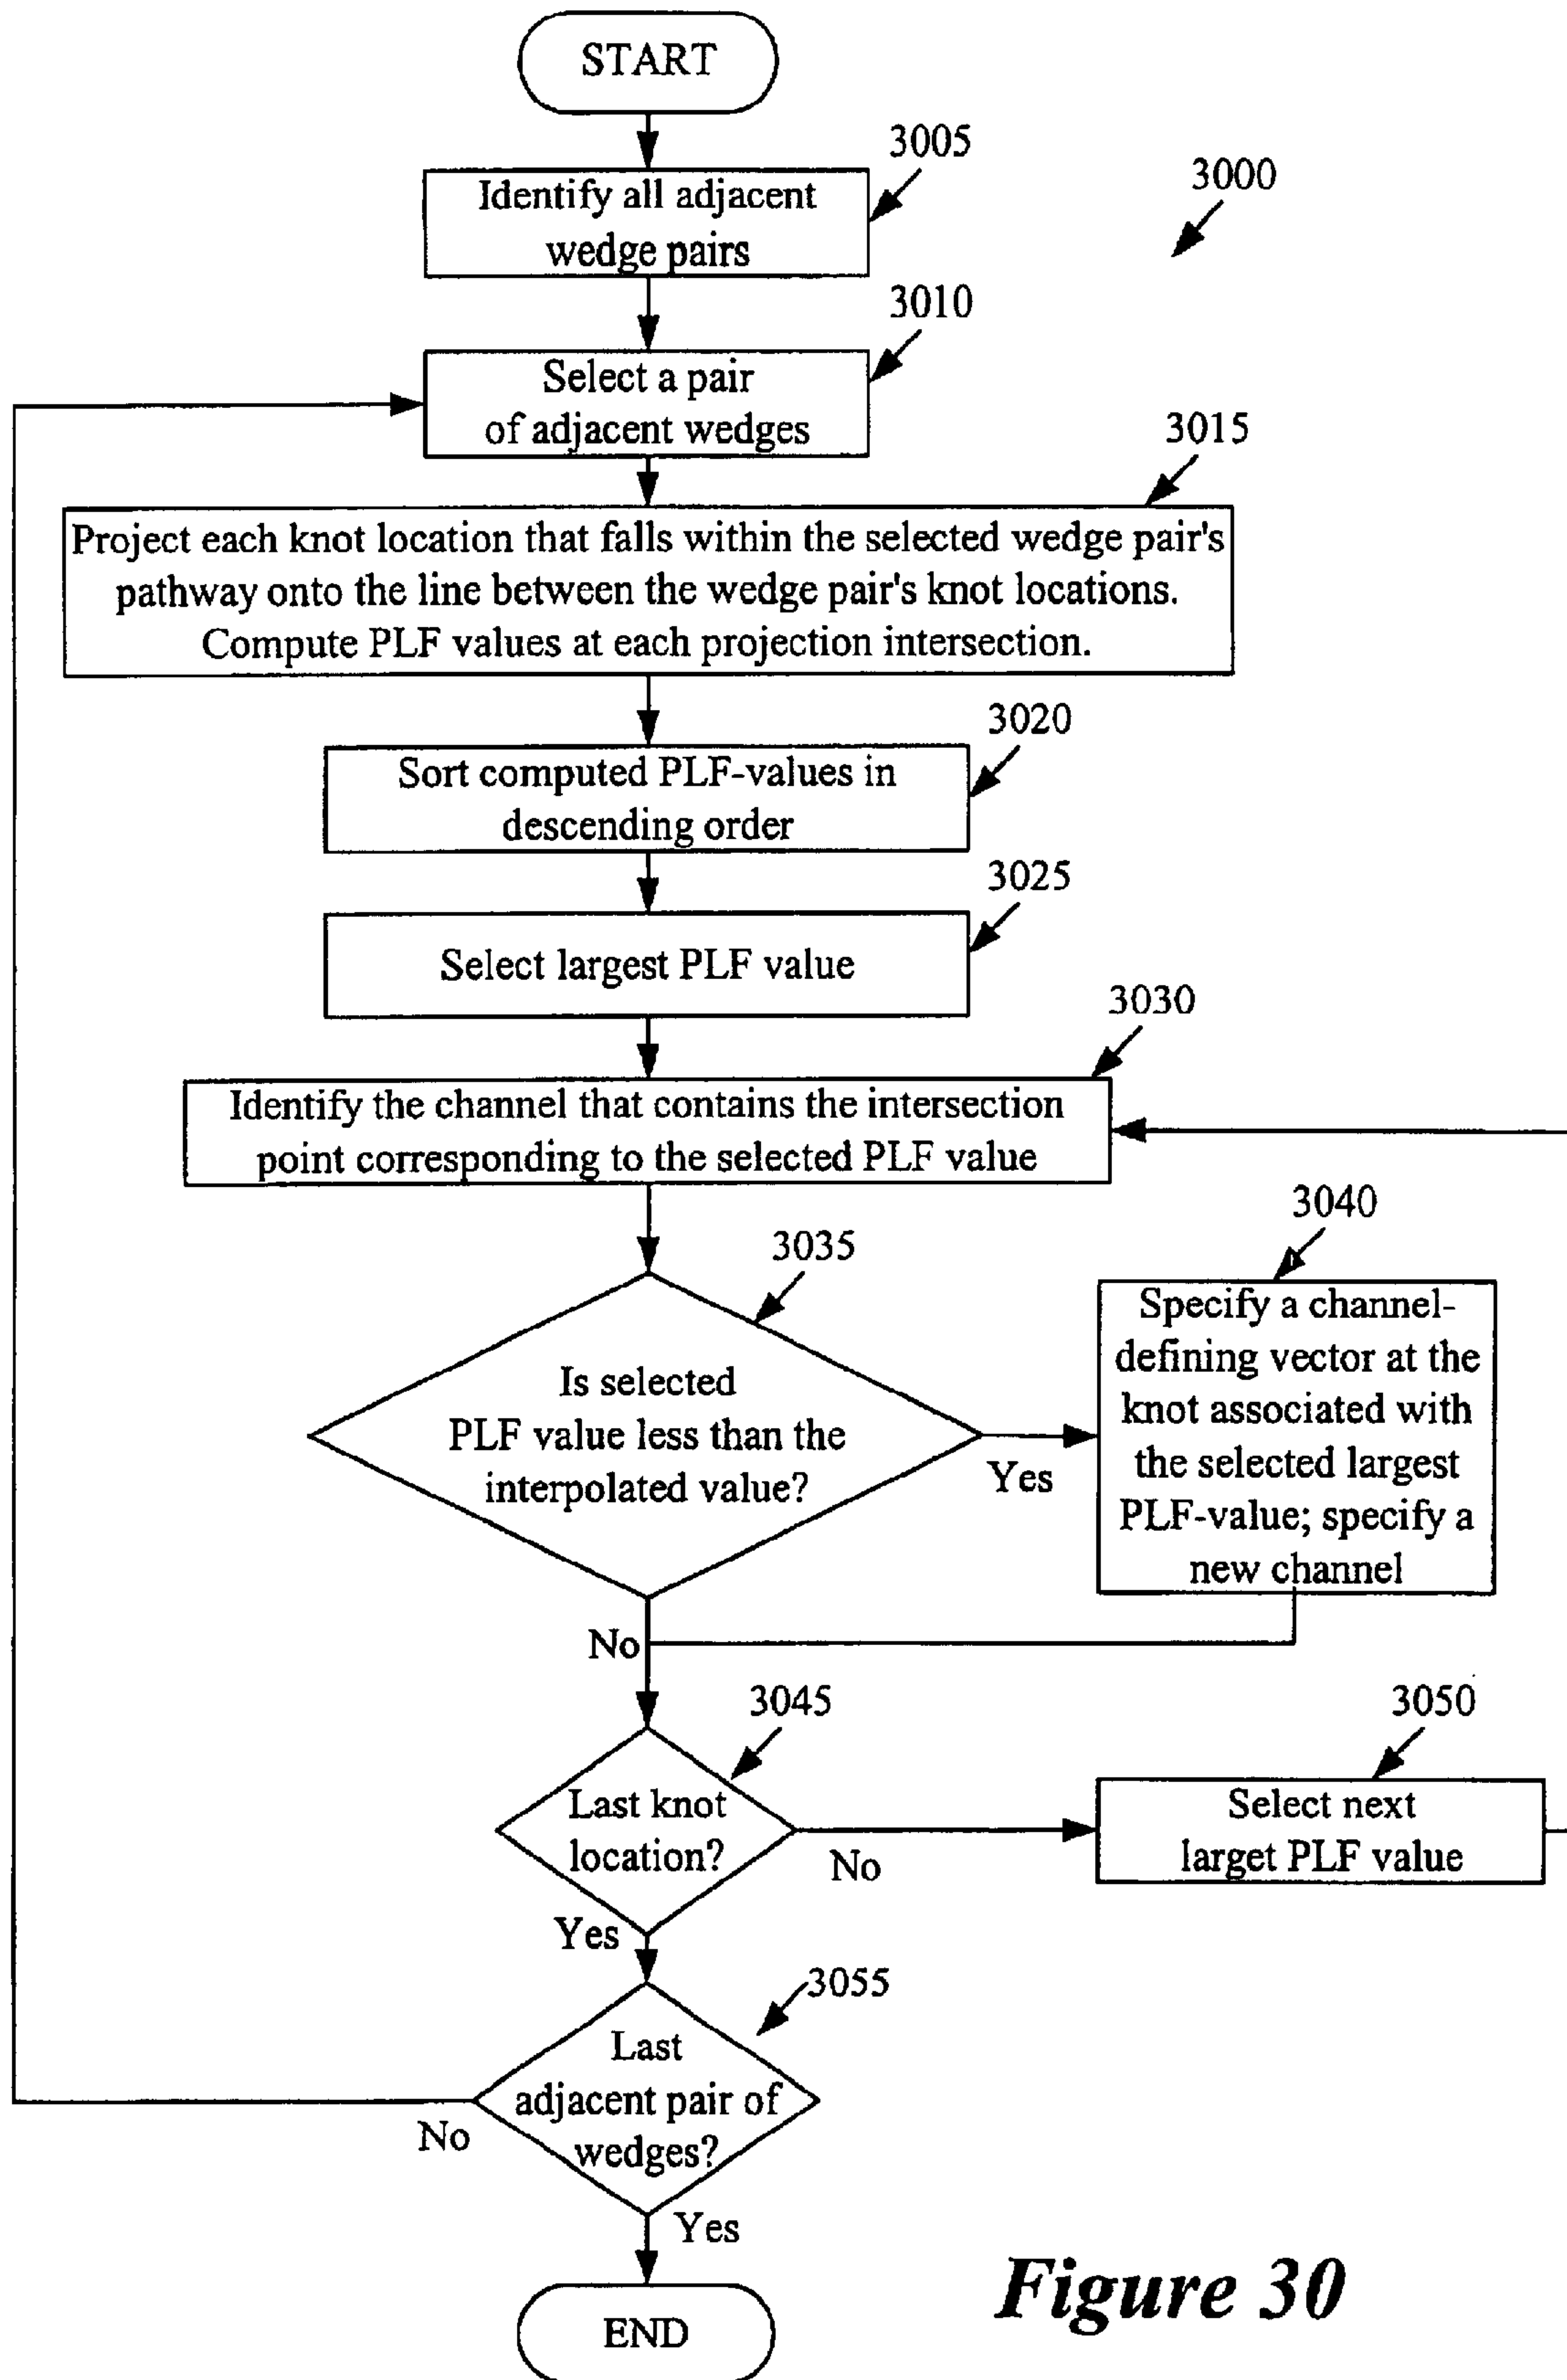 START
3005
Identify all adjacent
wedge pairs
3000
3010
Select a pair
of adjacent wedges
3015
Project each knot location that falls within the selected wedge pair's
pathway onto the line between the wedge pair's knot locations.
Compute PLF values at each projection intersection.
3020
Sort computed PLF-values in
descending order
3025
Select largest PLF value
3030
Identify the channel that contains the intersection
point corresponding to the selected PLF value
3035
Is selected
PLF value less than the
interpolated value?
Yes
3040
Specify a channel-
defining vector at the
knot associated with
the selected largest
PLF-value; specify a
new channel
No
3045
Last knot
location?
No
3050
Select next
larget PLF value
Yes
3055
Last
adjacent pair of
wedges?
No
Yes
END
Figure 30